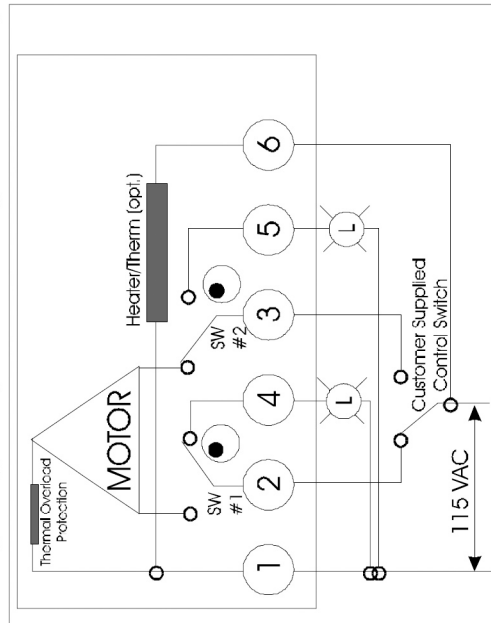 Thermal Overload
Protection
MOTOR
Heater/Therm (opt.)
SW
#1
SW
#2
1
2
4
3
5
6
L
L
Customer Supplied
Control Switch
115 VAC